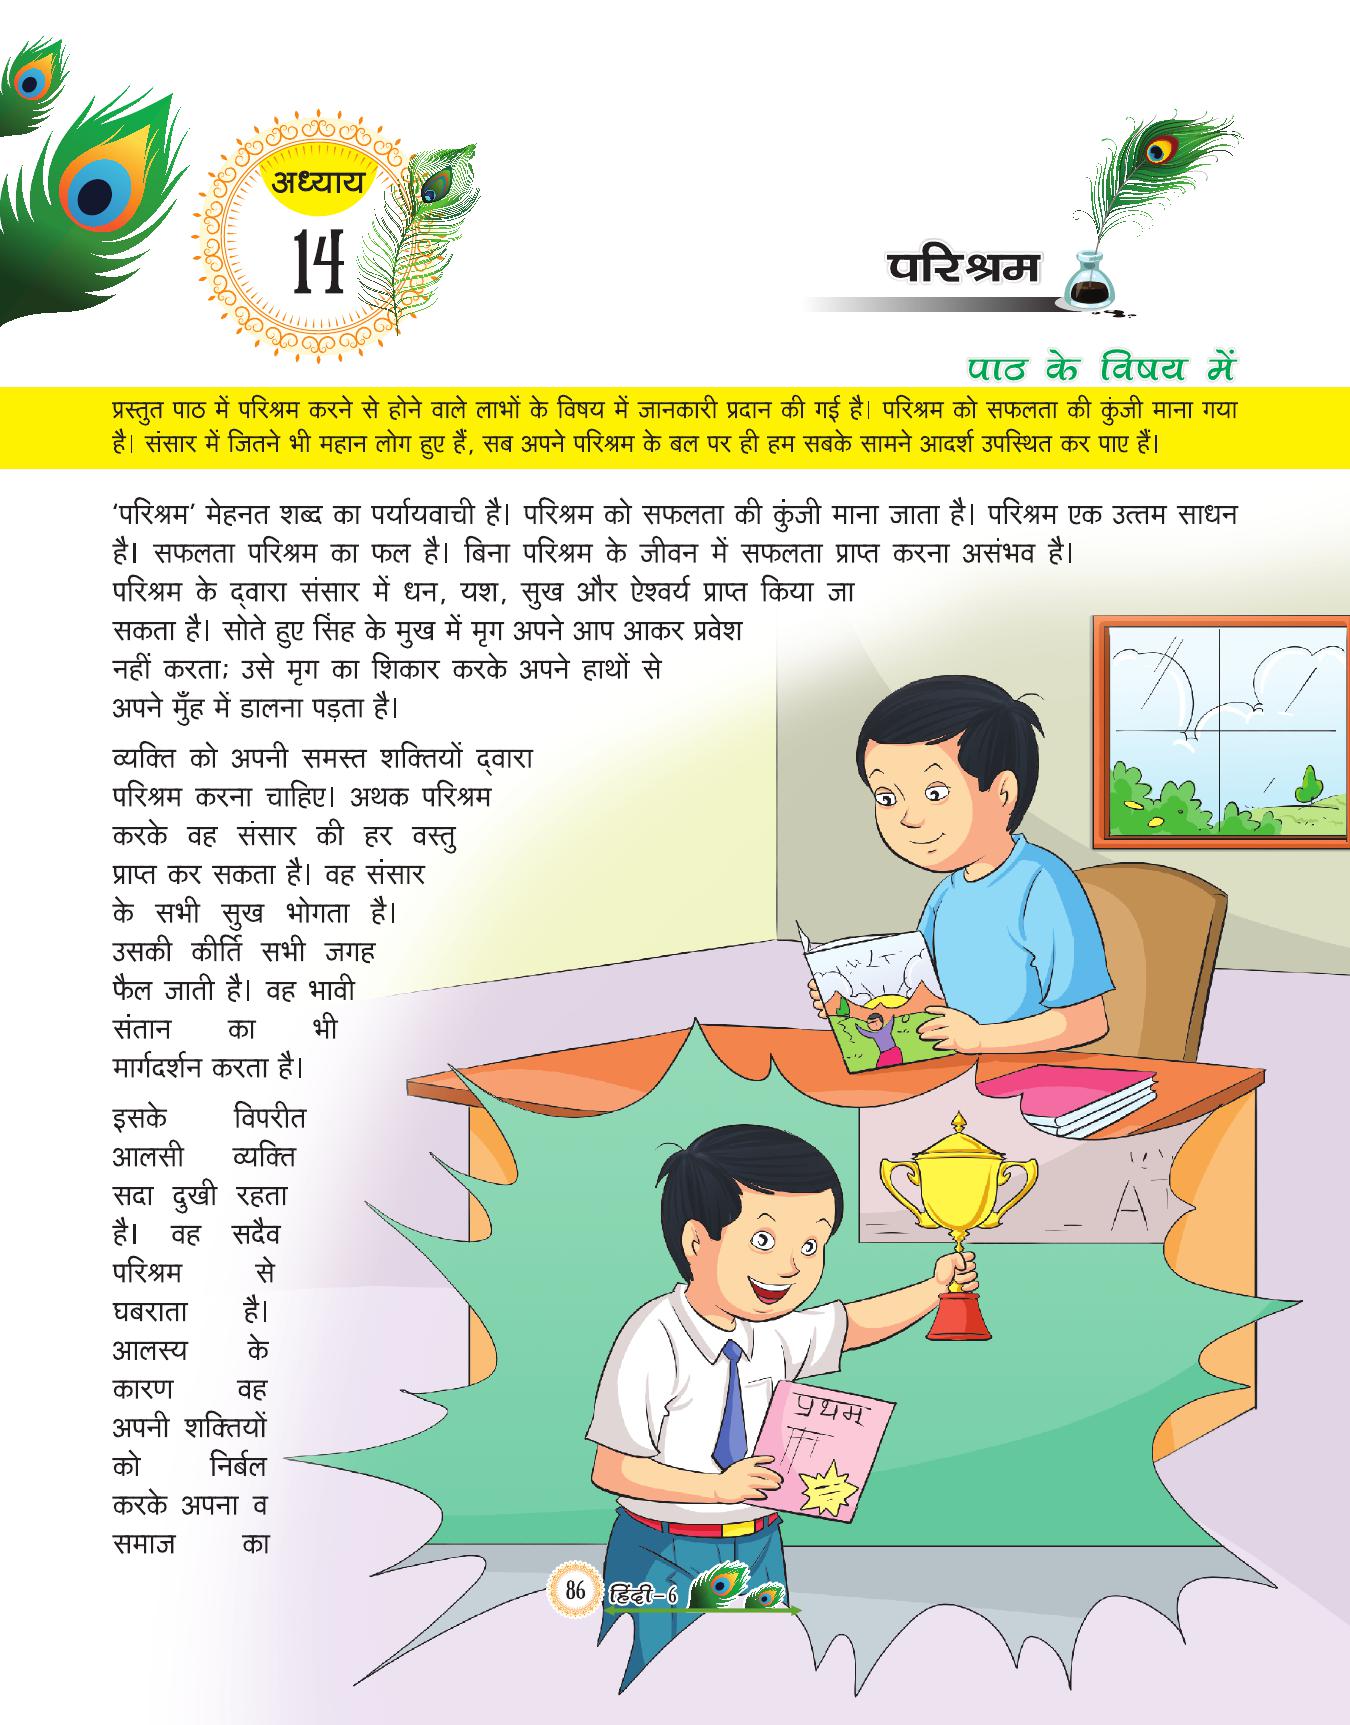 अध्याय
14
परिश्रम
पाठ के विषय में
प्रस्तुत पाठ में परिश्रम करने से होने वाले लाभों के विषय में जानकारी प्रदान की गई है। परिश्रम को सफलता की कुंजी माना गया
है। संसार में जितने भी महान लोग हुए हैं, सब अपने परिश्रम के बल पर ही हम सबके सामने आदर्श उपस्थित कर पाए हैं।
‘परिश्रम’ मेहनत शब्द का पर्यायवाची है। परिश्रम को सफलता की कुंजी माना जाता है। परिश्रम एक उत्तम साधन
है। सफलता परिश्रम का फल है। बिना परिश्रम के जीवन में सफलता प्राप्त करना असंभव है।
परिश्रम के द्वारा संसार में धन, यश, सुख और ऐश्वर्य प्राप्त किया जा
सकता है। सोते हुए सिंह के मुख में मृग अपने आप आकर प्रवेश
नहीं करता; उसे मृग का शिकार करके अपने हाथों से
अपने मुँह में डालना पड़ता है।
व्यक्ति को अपनी समस्त शक्तियों द्वारा
परिश्रम करना चाहिए। अथक परिश्रम
करके वह संसार की हर वस्तु
प्राप्त कर सकता है। वह संसार
के सभी सुख भोगता है।
उसकी कीर्ति सभी जगह
फैल जाती है। वह भावी
संतान का भी
मार्गदर्शन करता है।
इसके विपरीत
आलसी व्यक्ति
सदा दुखी रहता
है। वह सदैव
परिश्रम से
घबराता है।
आलस्य के
कारण वह
अपनी शक्तियों
को निर्बल
करके अपना व
समाज का
प्रथम्
86 हिंदी–6